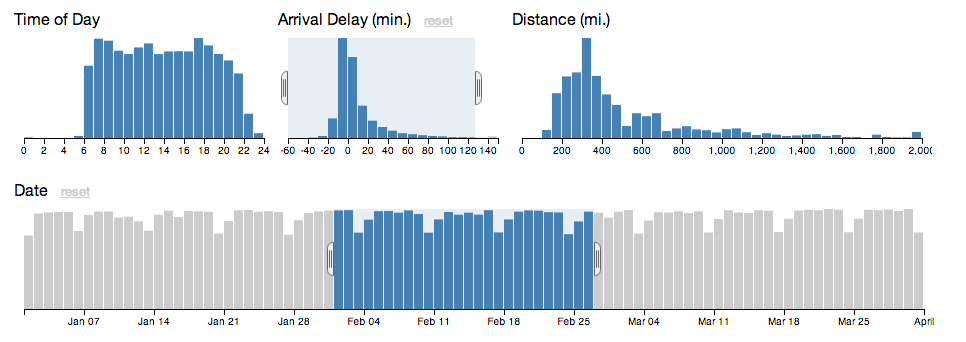 Time of Day
Arrival Delay (min.) reset
Distance (mi.)
0 2 4 6 8 10 12 14 16 18 20 22 24
-60 -40 -20 0 20 40 60 80 100 120 140
0 200 400 600 800 1,000 1,200 1,400 1,600 1,800 2,000
Date reset
Jan 07 Jan 14 Jan 21 Jan 28 Feb 04 Feb 11 Feb 18 Feb 25 Mar 04 Mar 11 Mar 18 Mar 25 April